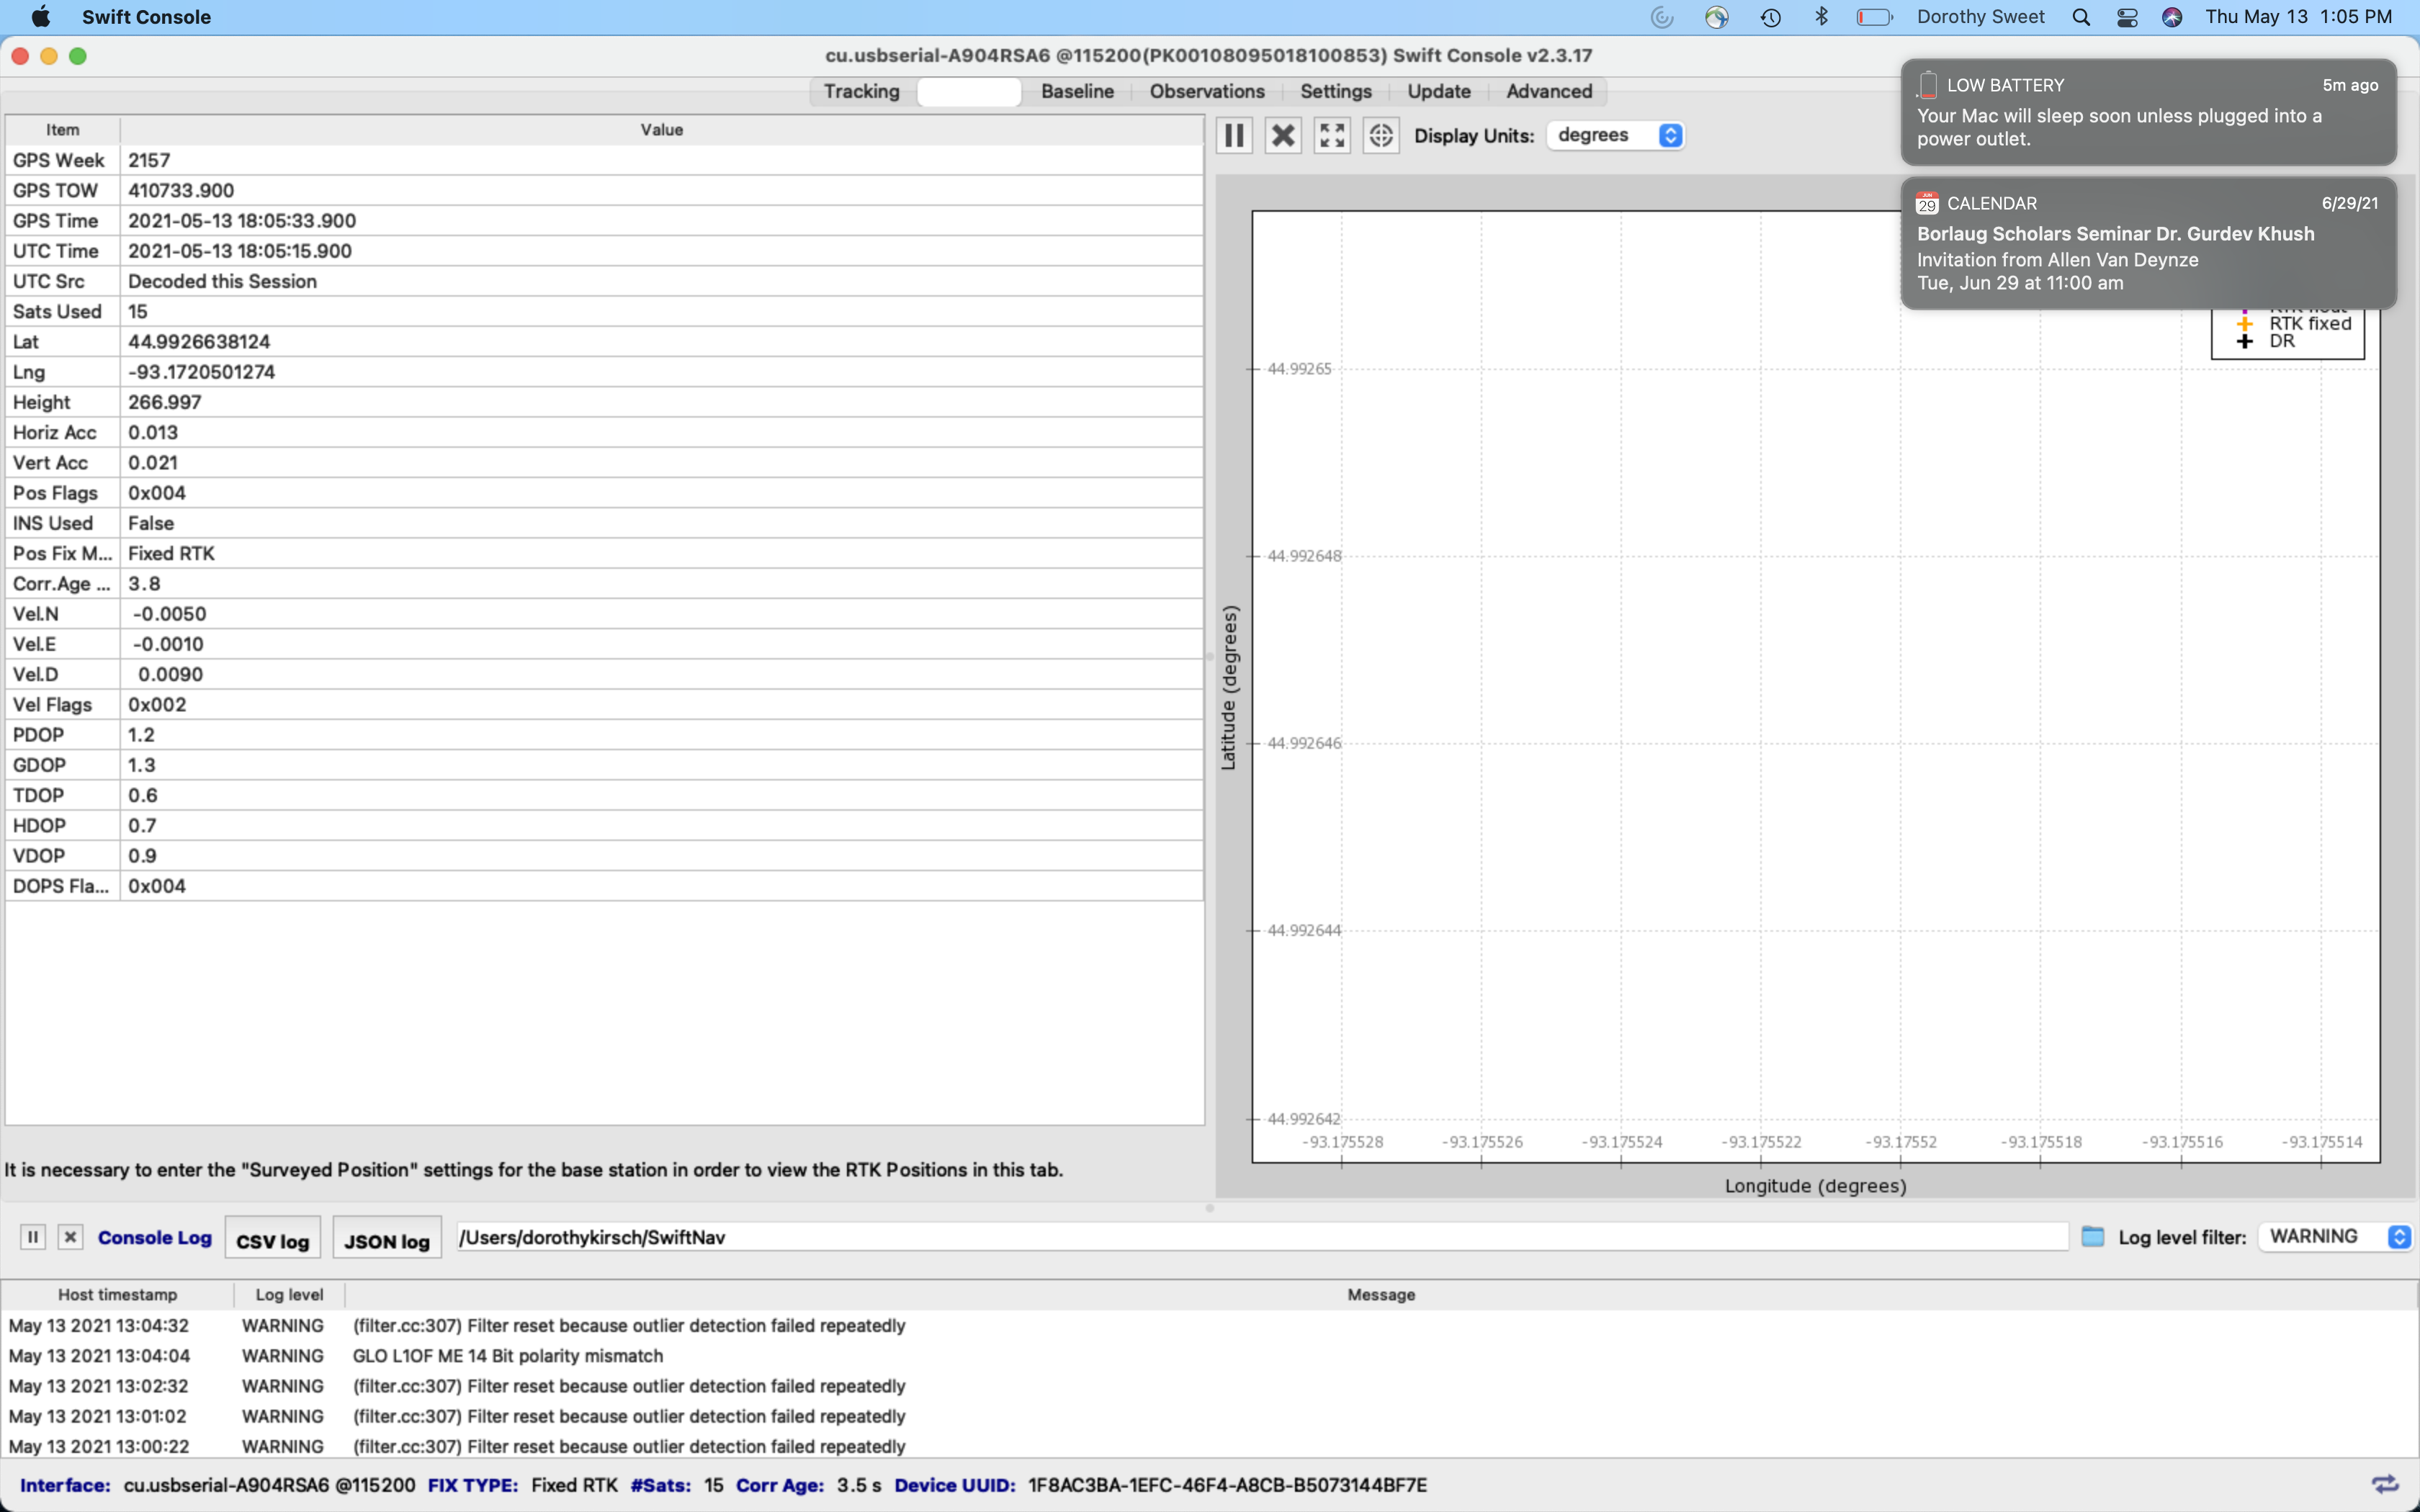 Swift Console
Dorothy Sweet
Thu May 13 1:05 PM
cu.usbserial-A904RSA6 @115200(PK00108095018100853) Swift Console v2.3.17
Tracking Baseline Observations Settings Update Advanced
LOW BATTERY 5m ago
Your Mac will sleep soon unless plugged into a
power outlet.
29 CALENDAR 6/29/21
Borlaug Scholars Seminar Dr. Gurdev Khush
Invitation from Allen Van Deynze
Tue, Jun 29 at 11:00 am
Item Value
GPS Week 2157
GPS TOW 410733.900
GPS Time 2021-05-13 18:05:33.900
UTC Time 2021-05-13 18:05:15.900
UTC Src Decoded this Session
Sats Used 15
Lat 44.9926638124
Lng -93.1720501274
Height 266.997
Horiz Acc 0.013
Vert Acc 0.021
Pos Flags 0x004
INS Used False
Pos Fix M... Fixed RTK
Corr.Age ... 3.8
Vel.N -0.0050
Vel.E -0.0010
Vel.D 0.0090
Vel Flags 0x002
PDOP 1.2
GDOP 1.3
TDOP 0.6
HDOP 0.7
VDOP 0.9
DOPS Fla... 0x004
It is necessary to enter the "Surveyed Position" settings for the base station in order to view the RTK Positions in this tab.
Display Units: degrees
RTK fixed
DR
Latitude (degrees)
44.99265
44.992648
44.992646
44.992644
44.992642
-93.175528 -93.175526 -93.175524 -93.175522 -93.17552 -93.175518 -93.175516 -93.175514
Longitude (degrees)
Console Log CSV log JSON log /Users/dorothykirsch/SwiftNav Log level filter: WARNING
Host timestamp Log level Message
May 13 2021 13:04:32 WARNING (filter.cc:307) Filter reset because outlier detection failed repeatedly
May 13 2021 13:04:04 WARNING GLO L1OF ME 14 Bit polarity mismatch
May 13 2021 13:02:32 WARNING (filter.cc:307) Filter reset because outlier detection failed repeatedly
May 13 2021 13:01:02 WARNING (filter.cc:307) Filter reset because outlier detection failed repeatedly
May 13 2021 13:00:22 WARNING (filter.cc:307) Filter reset because outlier detection failed repeatedly
Interface: cu.usbserial-A904RSA6 @115200 FIX TYPE: Fixed RTK #Sats: 15 Corr Age: 3.5 s Device UUID: 1F8AC3BA-1EFC-46F4-A8CB-B5073144BF7E